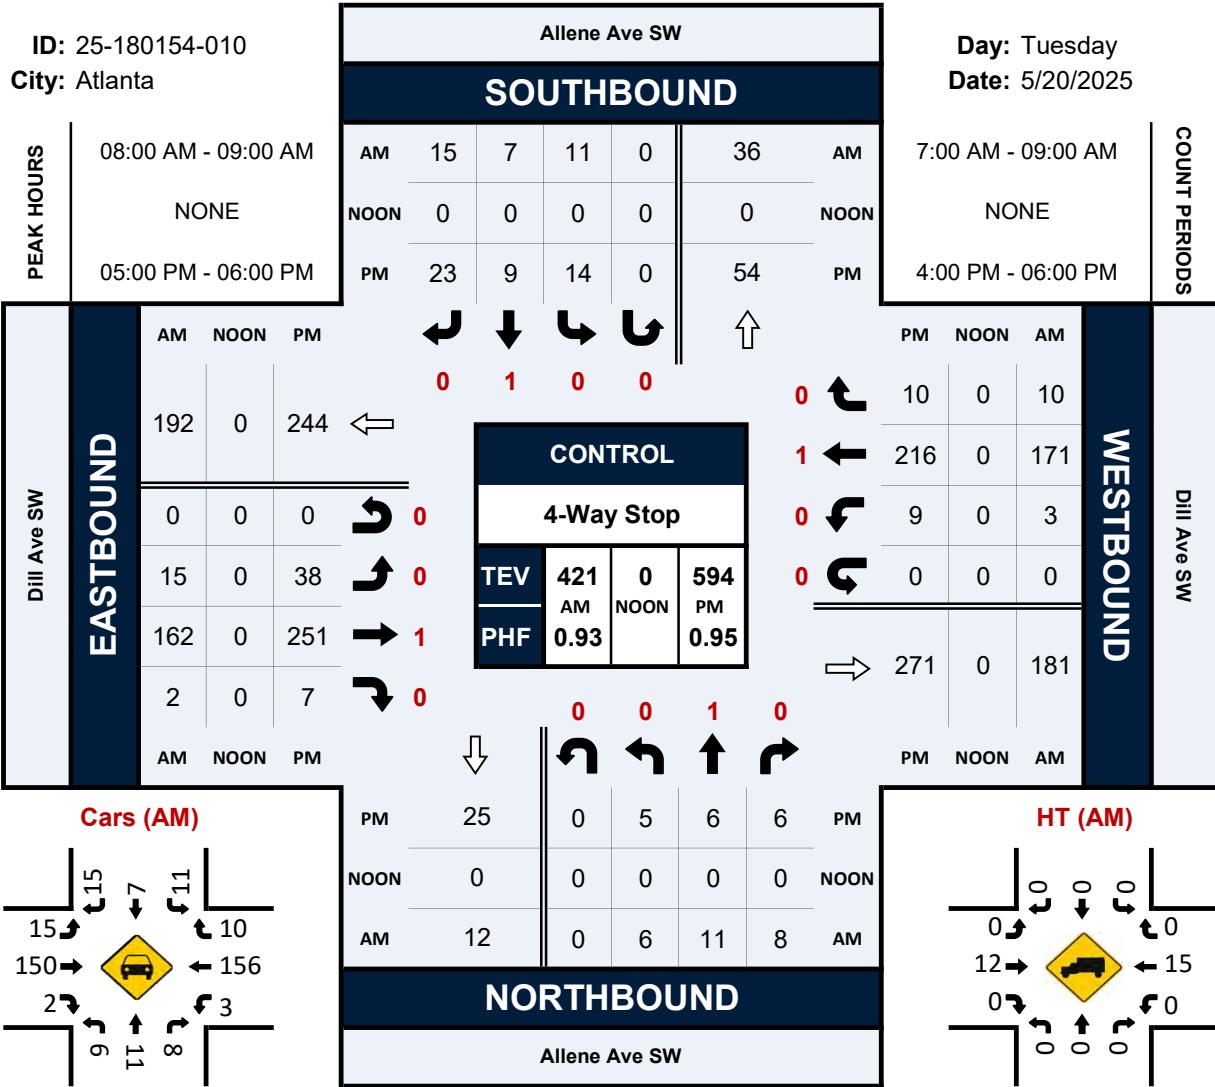 Allene Ave SW
ID: 25-180154-010
Day: Tuesday
City: Atlanta
Date: 5/20/2025
SOUTHBOUND
PEAK HOURS
08:00 AM - 09:00 AM
NONE
05:00 PM - 06:00 PM
AM 15 7 11 0 36 AM
NOON 0 0 0 0 0 NOON
PM 23 9 14 0 54 PM
7:00 AM - 09:00 AM
NONE
4:00 PM - 06:00 PM
COUNT PERIODS
0 1 0 0
Dill Ave SW
EASTBOUND
AM NOON PM
192 0 244
0 0 0 0
15 0 38 0
162 0 251 1
2 0 7 0
AM NOON PM
CONTROL
4-Way Stop
TEV 421 0 594
AM NOON PM
PHF 0.93 0.95
PM NOON AM
0 10 0 10
1 216 0 171
0 9 0 3
0 0 0 0
271 0 181
PM NOON AM
WESTBOUND
Dill Ave SW
0 0 1 0
PM 25 0 5 6 6 PM
NOON 0 0 0 0 0 NOON
AM 12 0 6 11 8 AM
NORTHBOUND
Allene Ave SW
Cars (AM)
15 7 11
15 10
150 156
2 3
6 11 8
HT (AM)
0 0 0
0 0
12 15
0 0
0 0 0